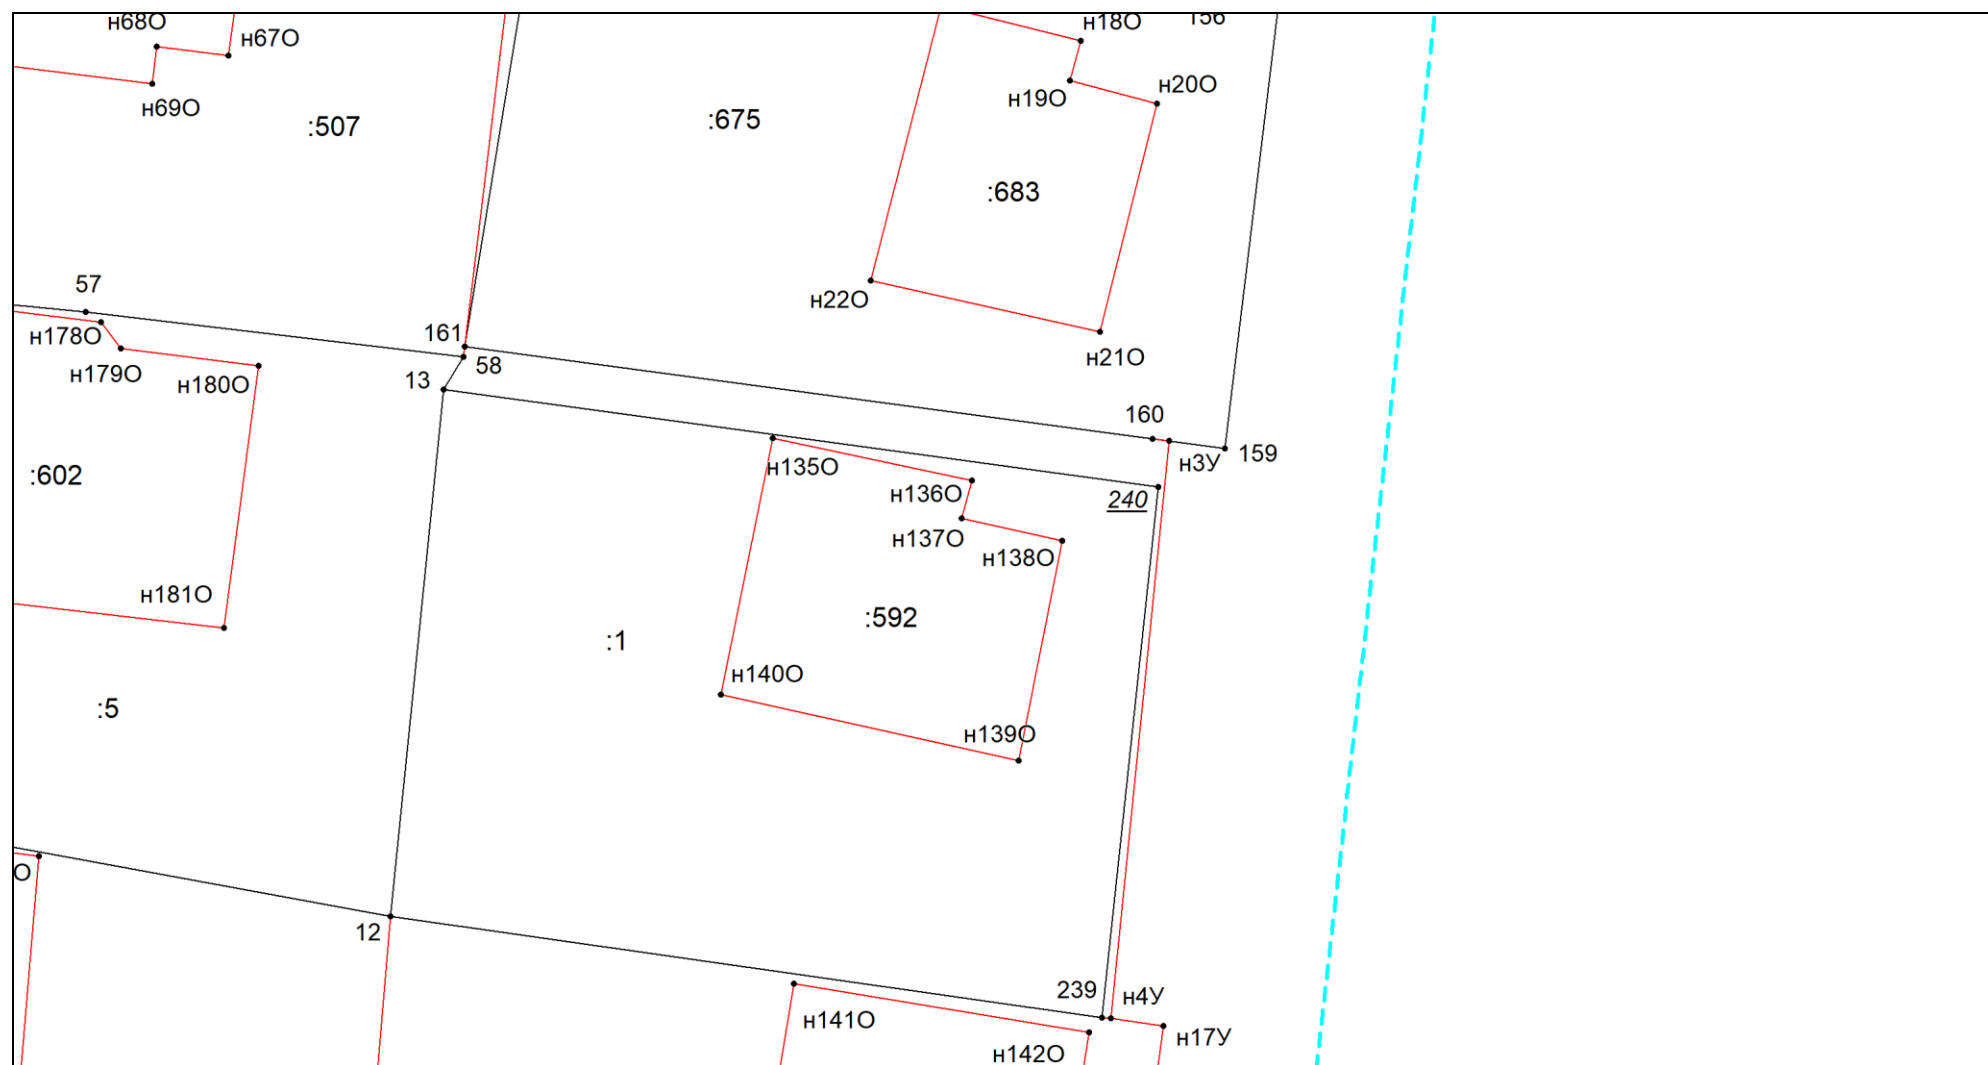 н68О
н67О
н69О
:507
:675
н18О
156
н19О
н20О
:683
57
н178О
н179О
н180О
161
58
13
н22О
н21О
160
н3У
159
240
:602
н135О
н136О
н137О
н138О
н181О
:592
:1
:5
н140О
н139О
О
12
239
н4У
н141О
н142О
н17У